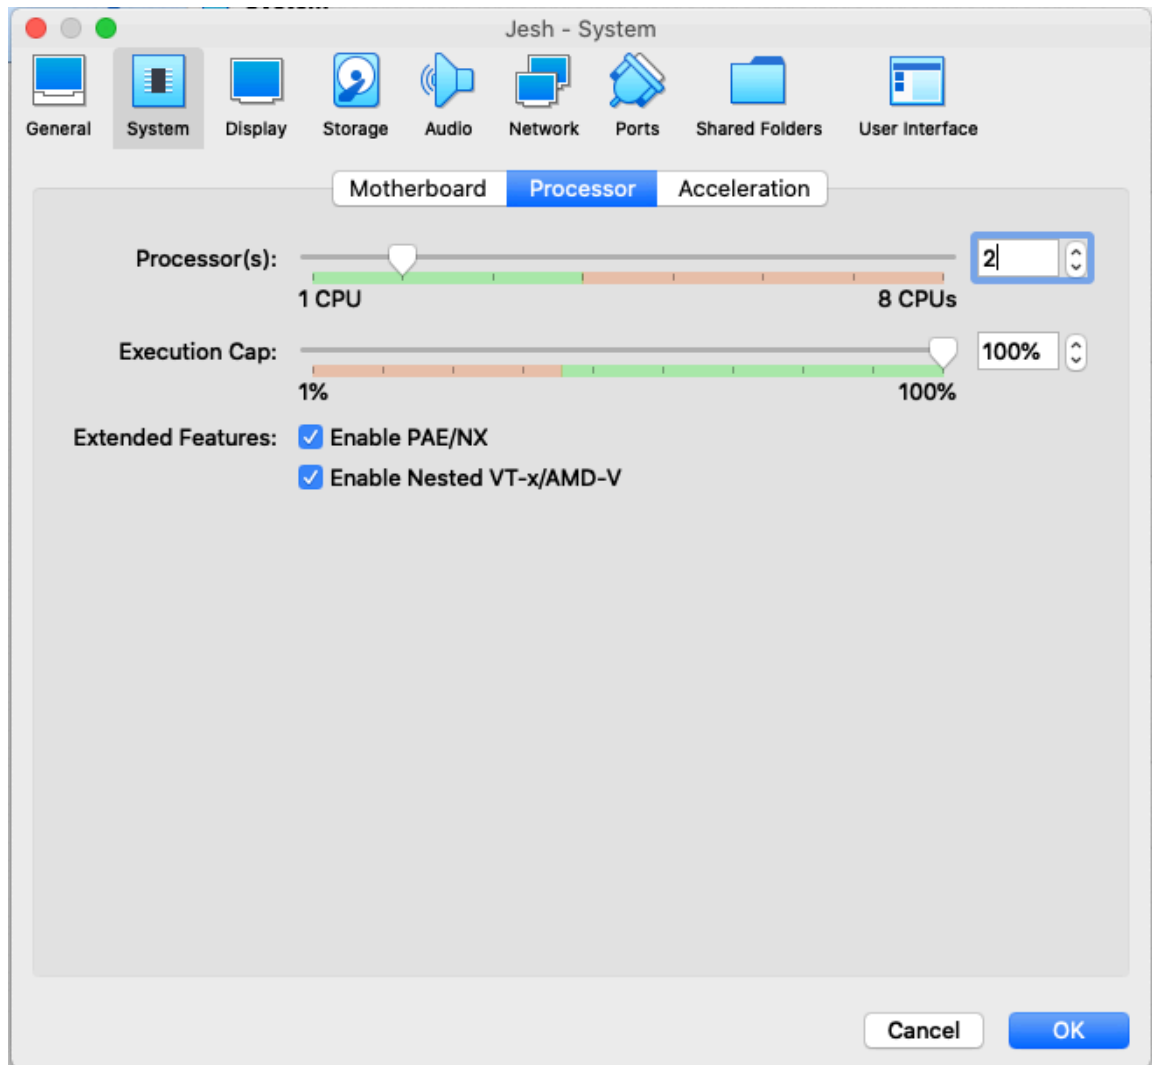 Jesh - System
General System Display Storage Audio Network Ports Shared Folders User Interface
Motherboard Processor Acceleration
Processor(s): 2
1 CPU 8 CPUs
Execution Cap: 100%
1% 100%
Extended Features: Enable PAE/NX
Enable Nested VT-x/AMD-V
Cancel OK